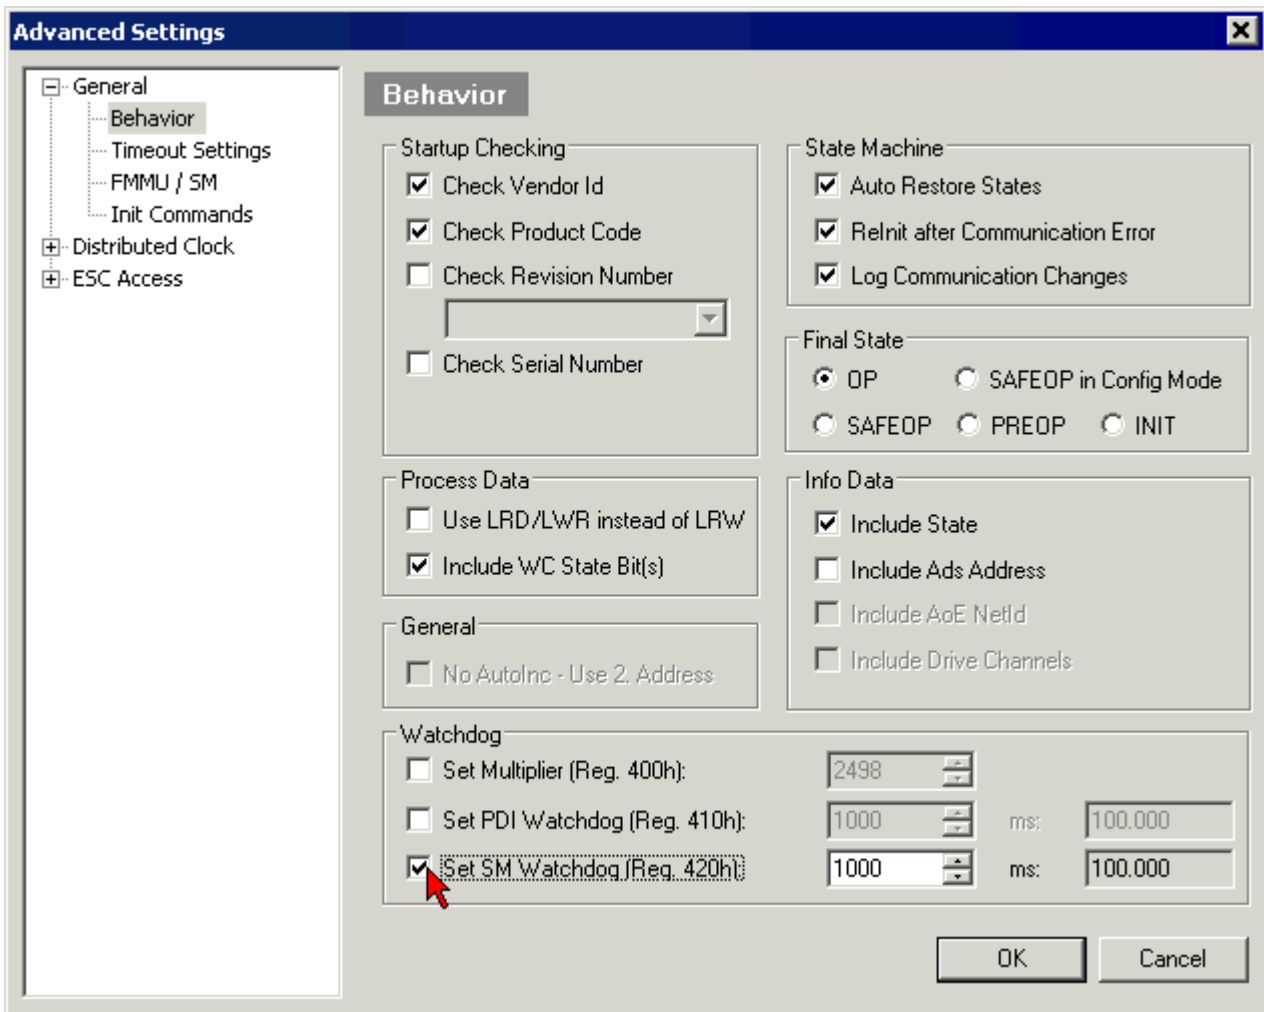 Advanced Settings
General
Behavior
Timeout Settings
FMMU / SM
Init Commands
Distributed Clock
ESC Access
Behavior
Startup Checking
Check Vendor Id
Check Product Code
Check Revision Number
Check Serial Number
State Machine
Auto Restore States
ReInit after Communication Error
Log Communication Changes
Final State
OP SAFEOP in Config Mode
SAFEOP PREOP INIT
Process Data
Use LRD/LWR instead of LRW
Include WC State Bit(s)
Info Data
Include State
Include Ads Address
Include AoE NetId
Include Drive Channels
General
No AutoInc - Use 2. Address
Watchdog
Set Multiplier (Reg. 400h): 2498
Set PDI Watchdog (Reg. 410h): 1000 ms: 100.000
Set SM Watchdog (Reg. 420h): 1000 ms: 100.000
OK Cancel